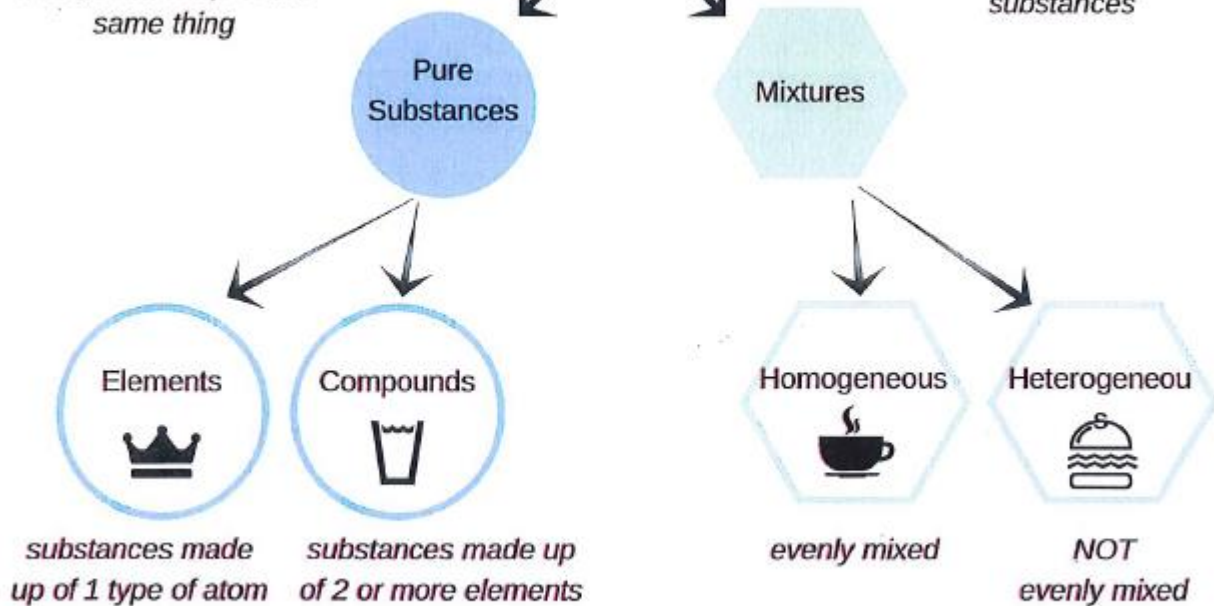 same thing
substances
Pure
Substances
Mixtures
Elements
Compounds
Homogeneous
Heterogeneou
s
substances made
up of 1 type of atom
substances made up
of 2 or more elements
evenly mixed
NOT
evenly mixed